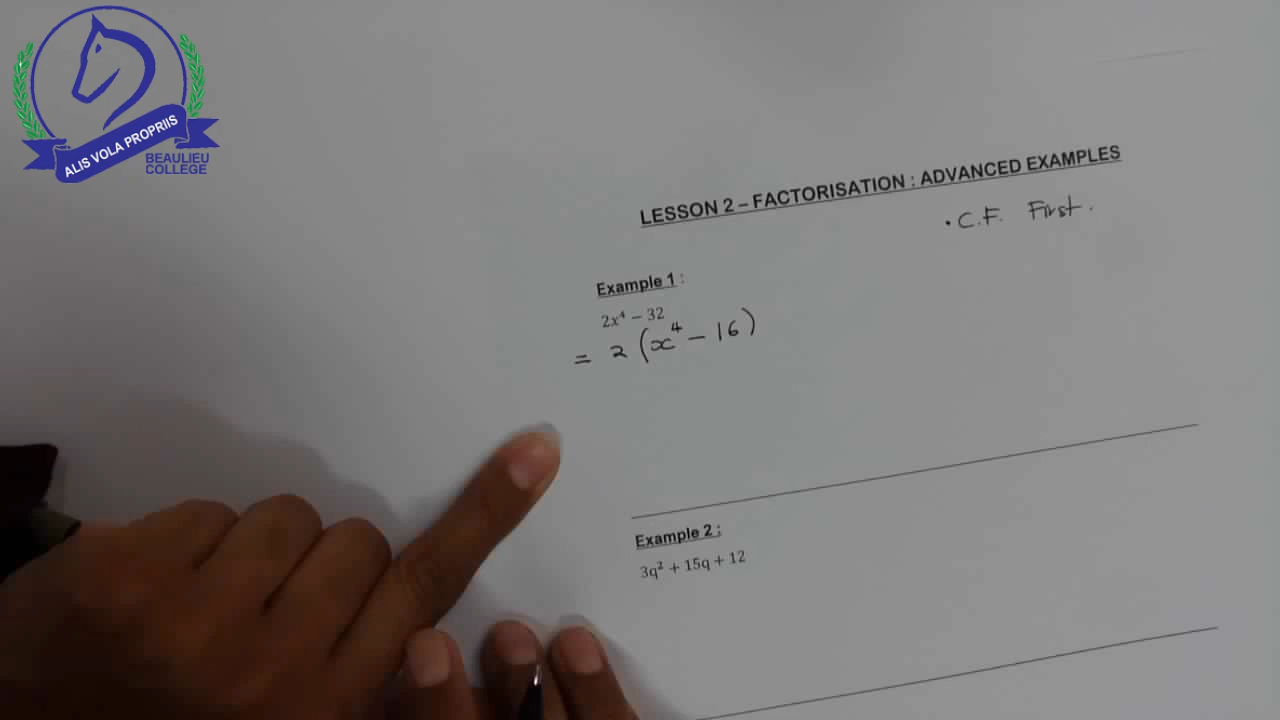 ALIS VOLA PROPRIIS
BEAULIEU
COLLEGE
LESSON 2 – FACTORISATION : ADVANCED EXAMPLES
• C.F. First.
Example 1 :
2x⁴ − 32
= 2 (x⁴ − 16)
Example 2 :
3q² + 15q + 12